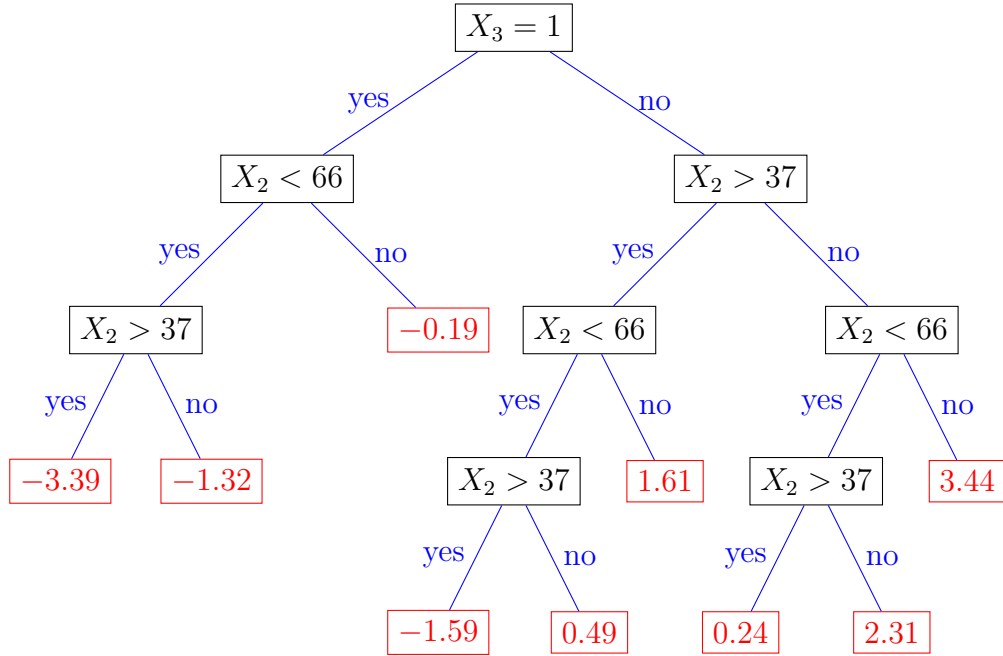 X₃ = 1
yes
no
X₂ < 66
X₂ > 37
yes
no
yes
no
X₂ > 37
−0.19
X₂ < 66
X₂ < 66
yes
no
yes
no
yes
no
−3.39
−1.32
X₂ > 37
1.61
X₂ > 37
3.44
yes
no
yes
no
−1.59
0.49
0.24
2.31